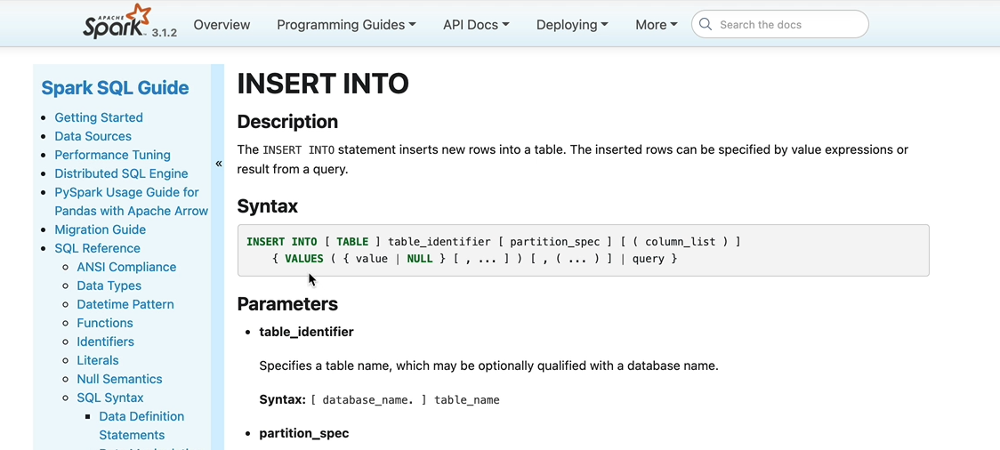 APACHE
Spark 3.1.2 Overview Programming Guides API Docs Deploying More Search the docs
Spark SQL Guide
Getting Started
Data Sources
Performance Tuning
Distributed SQL Engine
PySpark Usage Guide for
Pandas with Apache Arrow
Migration Guide
SQL Reference
ANSI Compliance
Data Types
Datetime Pattern
Functions
Identifiers
Literals
Null Semantics
SQL Syntax
Data Definition
Statements
«
INSERT INTO
Description
The INSERT INTO statement inserts new rows into a table. The inserted rows can be specified by value expressions or
result from a query.
Syntax
INSERT INTO [ TABLE ] table_identifier [ partition_spec ] [ ( column_list ) ]
{ VALUES ( { value | NULL } [ , ... ] ) [ , ( ... ) ] | query }
Parameters
table_identifier
Specifies a table name, which may be optionally qualified with a database name.
Syntax: [ database_name. ] table_name
partition_spec